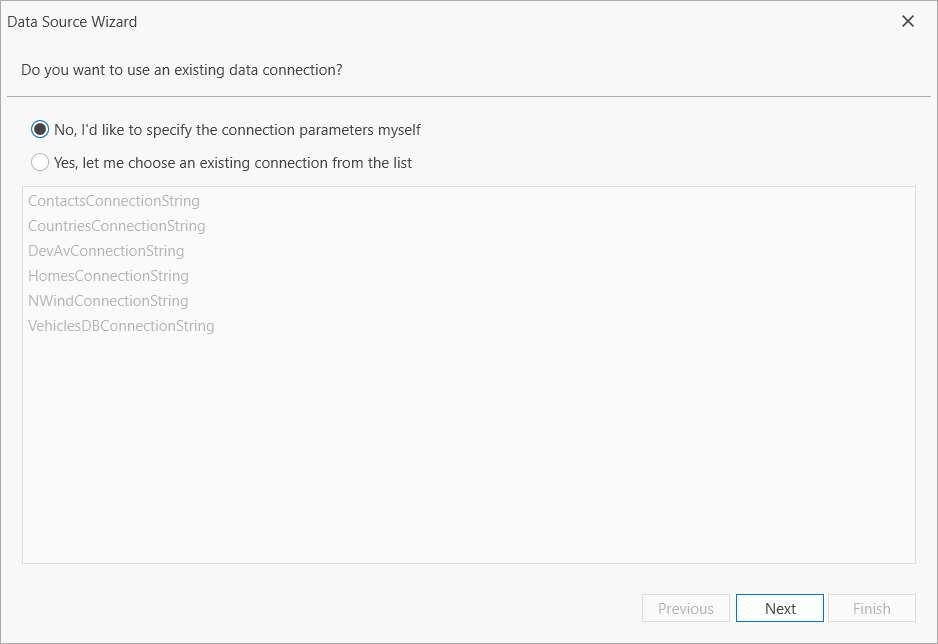 Data Source Wizard
Do you want to use an existing data connection?
No, I'd like to specify the connection parameters myself
Yes, let me choose an existing connection from the list
ContactsConnectionString
CountriesConnectionString
DevAvConnectionString
HomesConnectionString
NWindConnectionString
VehiclesDBConnectionString
Previous Next Finish